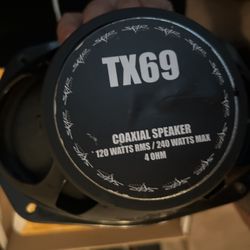 TX69
COAXIAL SPEAKER
120 WATTS RMS / 240 WATTS MAX
4 OHM